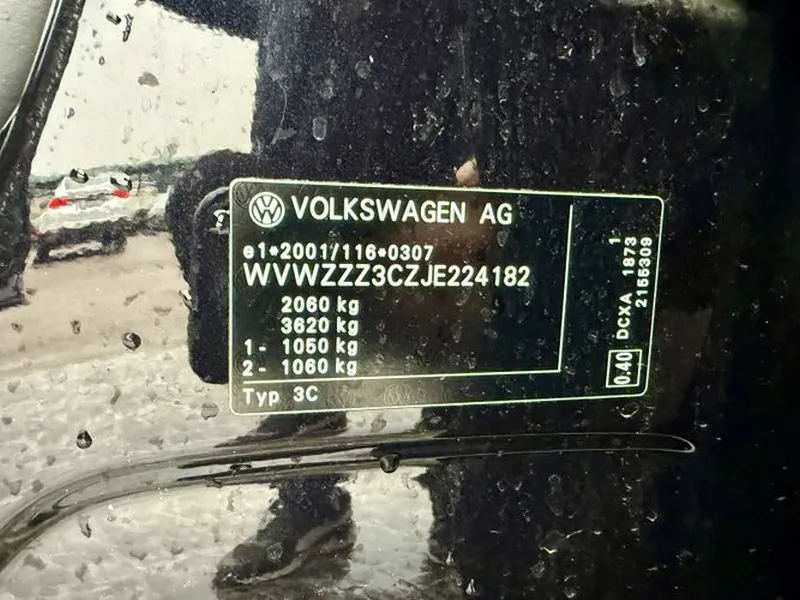 VOLKSWAGEN AG
e1*2001/116*0307
WVWZZZ3CZJE224182
2060 kg
3620 kg
1- 1050 kg
2- 1060 kg
Typ 3C
1
DCXA 1873
2155309
0.40